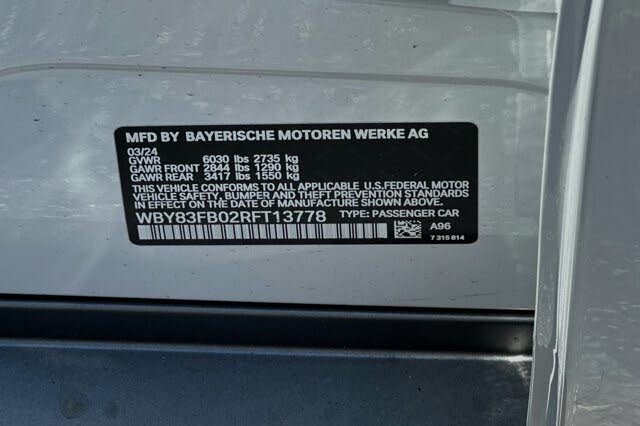 MFD BY BAYERISCHE MOTOREN WERKE AG
03/24
GVWR 6030 lbs 2735 kg
GAWR FRONT 2844 lbs 1290 kg
GAWR REAR 3417 lbs 1550 kg
THIS VEHICLE CONFORMS TO ALL APPLICABLE U.S.FEDERAL MOTOR
VEHICLE SAFETY, BUMPER AND THEFT PREVENTION STANDARDS
IN EFFECT ON THE DATE OF MANUFACTURE SHOWN ABOVE.
WBY83FB02RFT13778 TYPE: PASSENGER CAR
A96
7 315 614